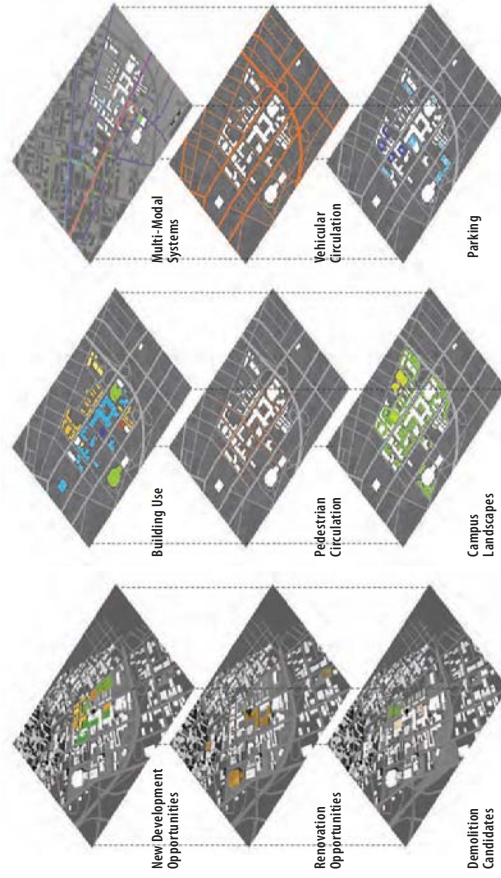 Multi-Modal
Systems
Vehicular
Circulation
Parking
Building Use
Pedestrian
Circulation
Campus
Landscapes
New Development
Opportunities
Renovation
Opportunities
Demolition
Candidates